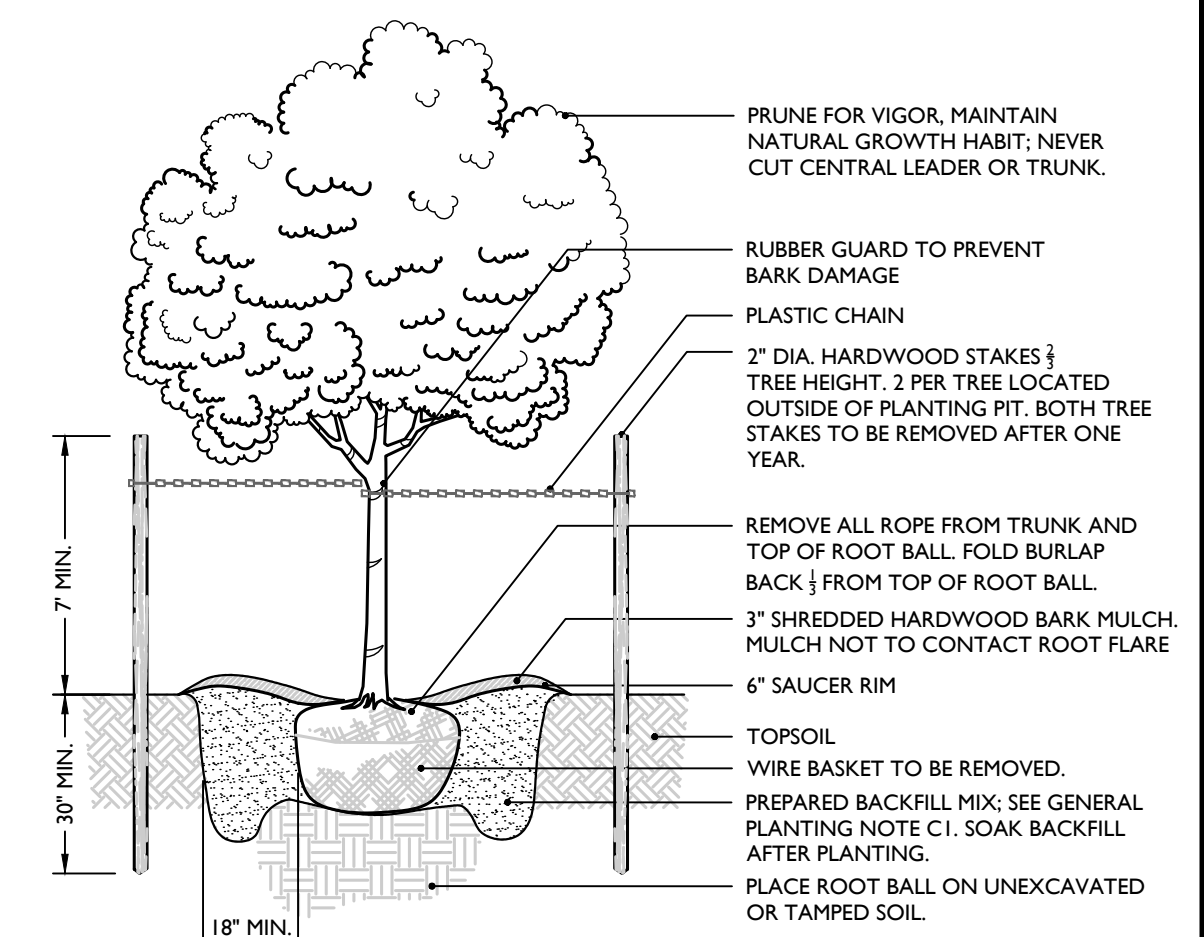 PRUNE FOR VIGOR, MAINTAIN
NATURAL GROWTH HABIT; NEVER
CUT CENTRAL LEADER OR TRUNK.
RUBBER GUARD TO PREVENT
BARK DAMAGE
PLASTIC CHAIN
2" DIA. HARDWOOD STAKES 2/3
TREE HEIGHT. 2 PER TREE LOCATED
OUTSIDE OF PLANTING PIT. BOTH TREE
STAKES TO BE REMOVED AFTER ONE
YEAR.
REMOVE ALL ROPE FROM TRUNK AND
TOP OF ROOT BALL. FOLD BURLAP
BACK 1/3 FROM TOP OF ROOT BALL.
3" SHREDDED HARDWOOD BARK MULCH.
MULCH NOT TO CONTACT ROOT FLARE
6" SAUCER RIM
TOPSOIL
WIRE BASKET TO BE REMOVED.
PREPARED BACKFILL MIX; SEE GENERAL
PLANTING NOTE C1. SOAK BACKFILL
AFTER PLANTING.
PLACE ROOT BALL ON UNEXCAVATED
OR TAMPED SOIL.
7' MIN.
30" MIN.
18" MIN.